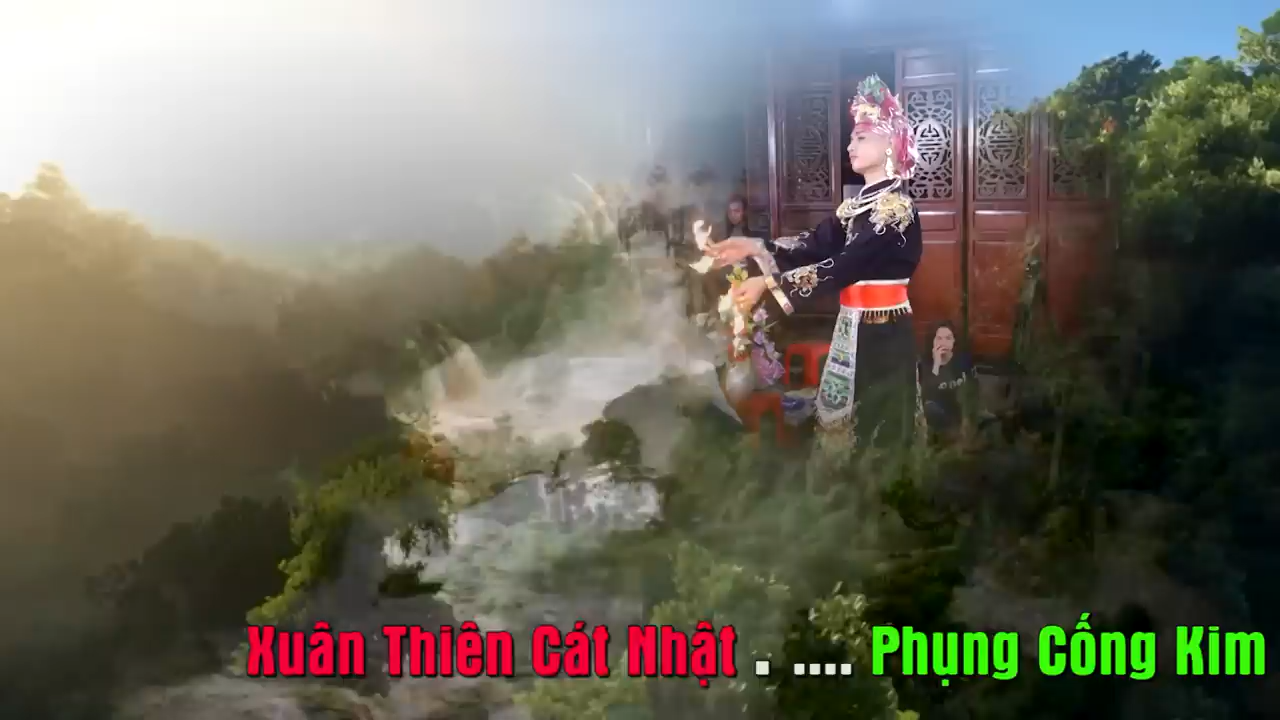 Xuân Thiên Cát Nhật . .... Phụng Cống Kim